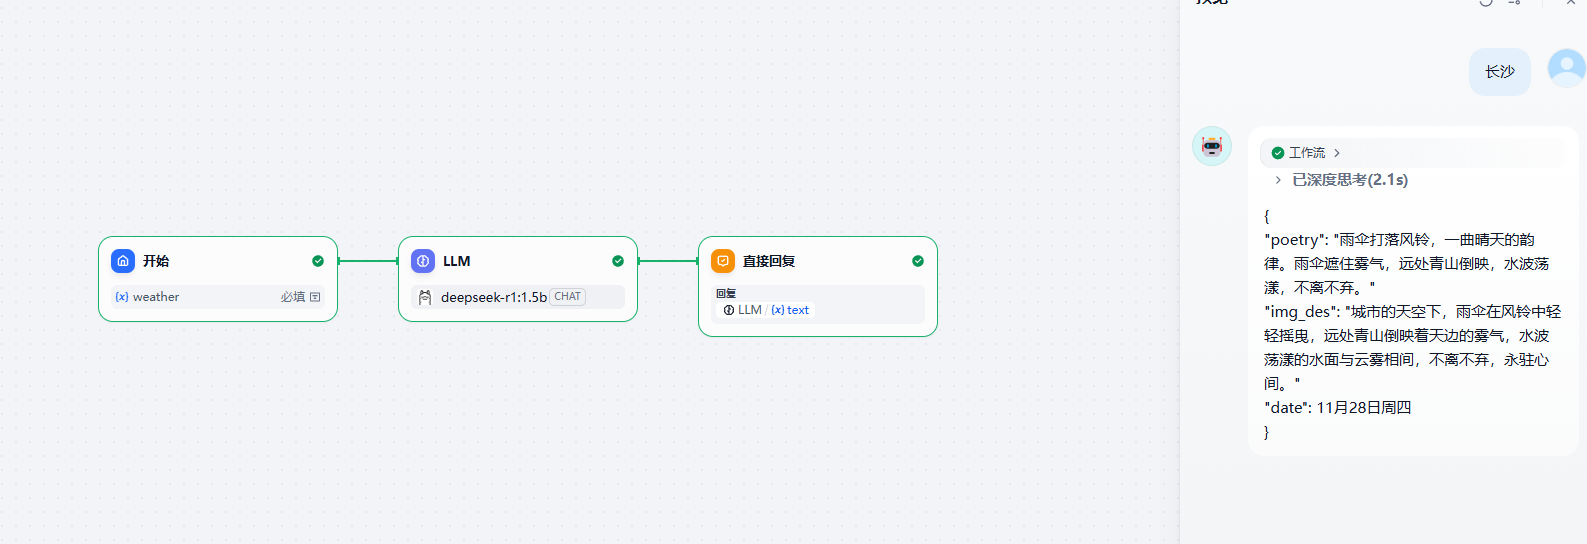 长沙
工作流
已深度思考(2.1s)
{
"poetry": "雨伞打落风铃，一曲晴天的韵
律。雨伞遮住雾气，远处青山倒映，水波荡
漾，不离不弃。"
"img_des": "城市的天空下，雨伞在风铃中轻
轻摇曳，远处青山倒映着天边的雾气，水波
荡漾的水面与云雾相间，不离不弃，永驻心
间。"
"date": 11月28日周四
}
开始
{x} weather 必填
LLM
deepseek-r1:1.5b CHAT
直接回复
回复
LLM / {x} text